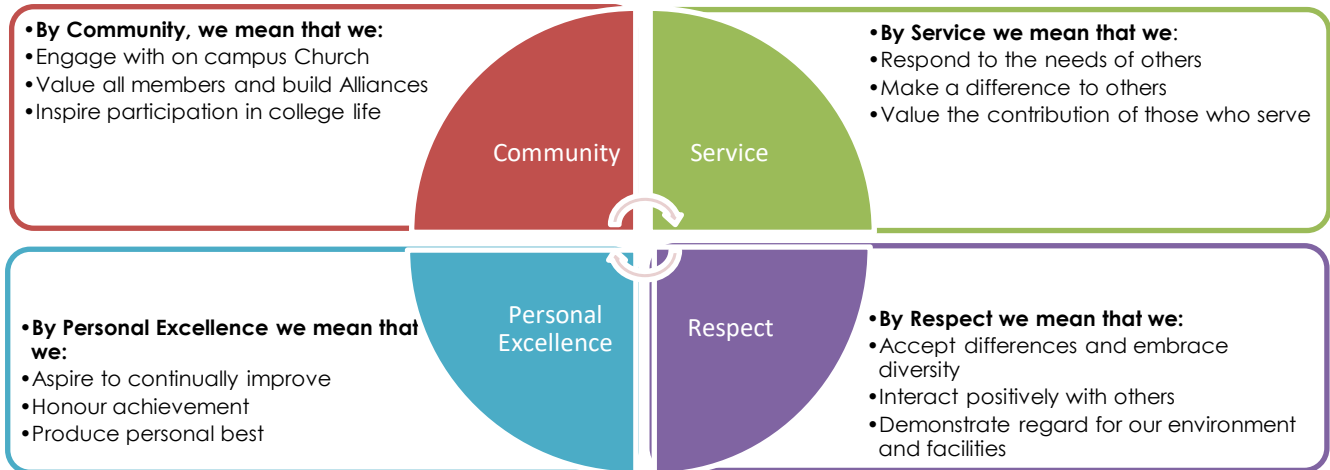 •By Community, we mean that we:
•Engage with on campus Church
•Value all members and build Alliances
•Inspire participation in college life
Community
Service
•By Service we mean that we:
•Respond to the needs of others
•Make a difference to others
•Value the contribution of those who serve
•By Personal Excellence we mean that
we:
•Aspire to continually improve
•Honour achievement
•Produce personal best
Personal
Excellence
Respect
•By Respect we mean that we:
•Accept differences and embrace
diversity
•Interact positively with others
•Demonstrate regard for our environment
and facilities